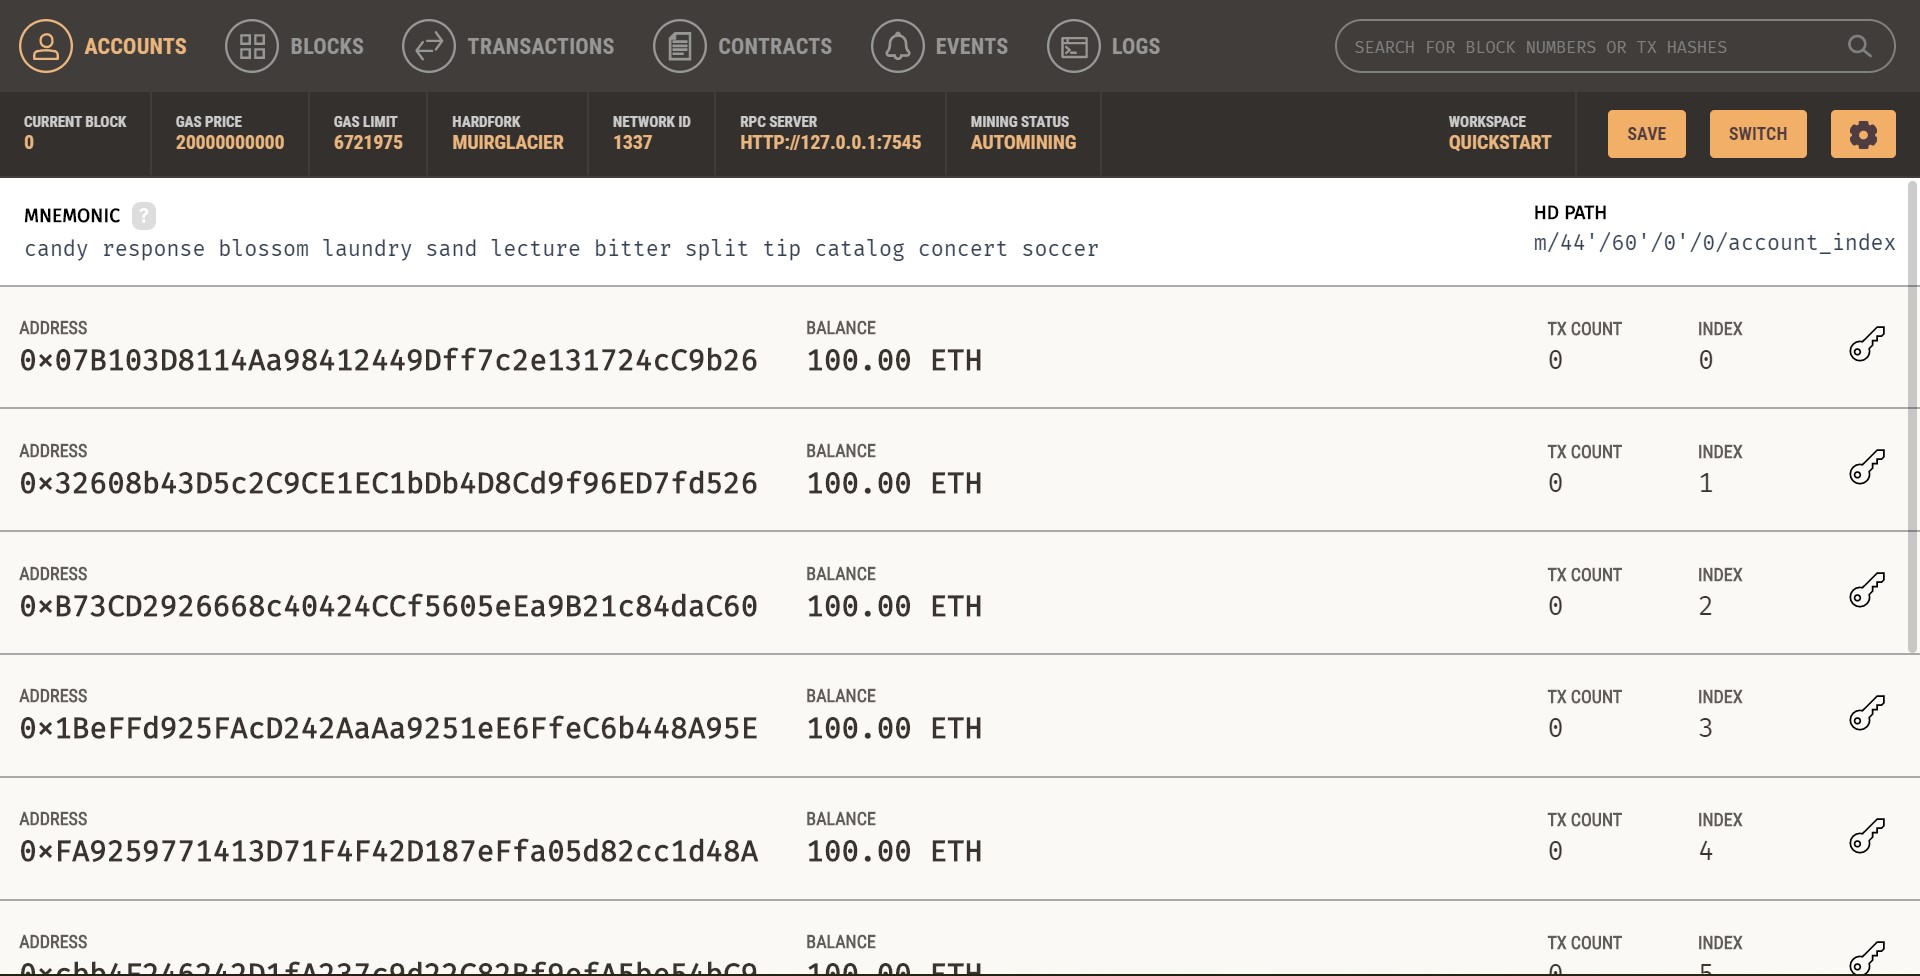 ACCOUNTS BLOCKS TRANSACTIONS CONTRACTS EVENTS LOGS SEARCH FOR BLOCK NUMBERS OR TX HASHES
CURRENT BLOCK GAS PRICE GAS LIMIT HARDFORK NETWORK ID RPC SERVER MINING STATUS WORKSPACE
0 20000000000 6721975 MUIRGLACIER 1337 HTTP://127.0.0.1:7545 AUTOMINING QUICKSTART SAVE SWITCH
MNEMONIC ? HD PATH
candy response blossom laundry sand lecture bitter split tip catalog concert soccer m/44'/60'/0'/0/account_index
ADDRESS BALANCE TX COUNT INDEX
0×07B103D8114Aa98412449Dff7c2e131724cC9b26 100.00 ETH 0 0
ADDRESS BALANCE TX COUNT INDEX
0×32608b43D5c2C9CE1EC1bDb4D8Cd9f96ED7fd526 100.00 ETH 0 1
ADDRESS BALANCE TX COUNT INDEX
0×B73CD2926668c40424CCf5605eEa9B21c84daC60 100.00 ETH 0 2
ADDRESS BALANCE TX COUNT INDEX
0×1BeFFd925FAcD242AaAa9251eE6FfeC6b448A95E 100.00 ETH 0 3
ADDRESS BALANCE TX COUNT INDEX
0×FA9259771413D71F4F42D187eFfa05d82cc1d48A 100.00 ETH 0 4
ADDRESS BALANCE TX COUNT INDEX
100.00 ETH 0 5